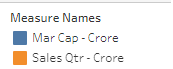 Measure Names
Mar Cap - Crore
Sales Qtr - Crore